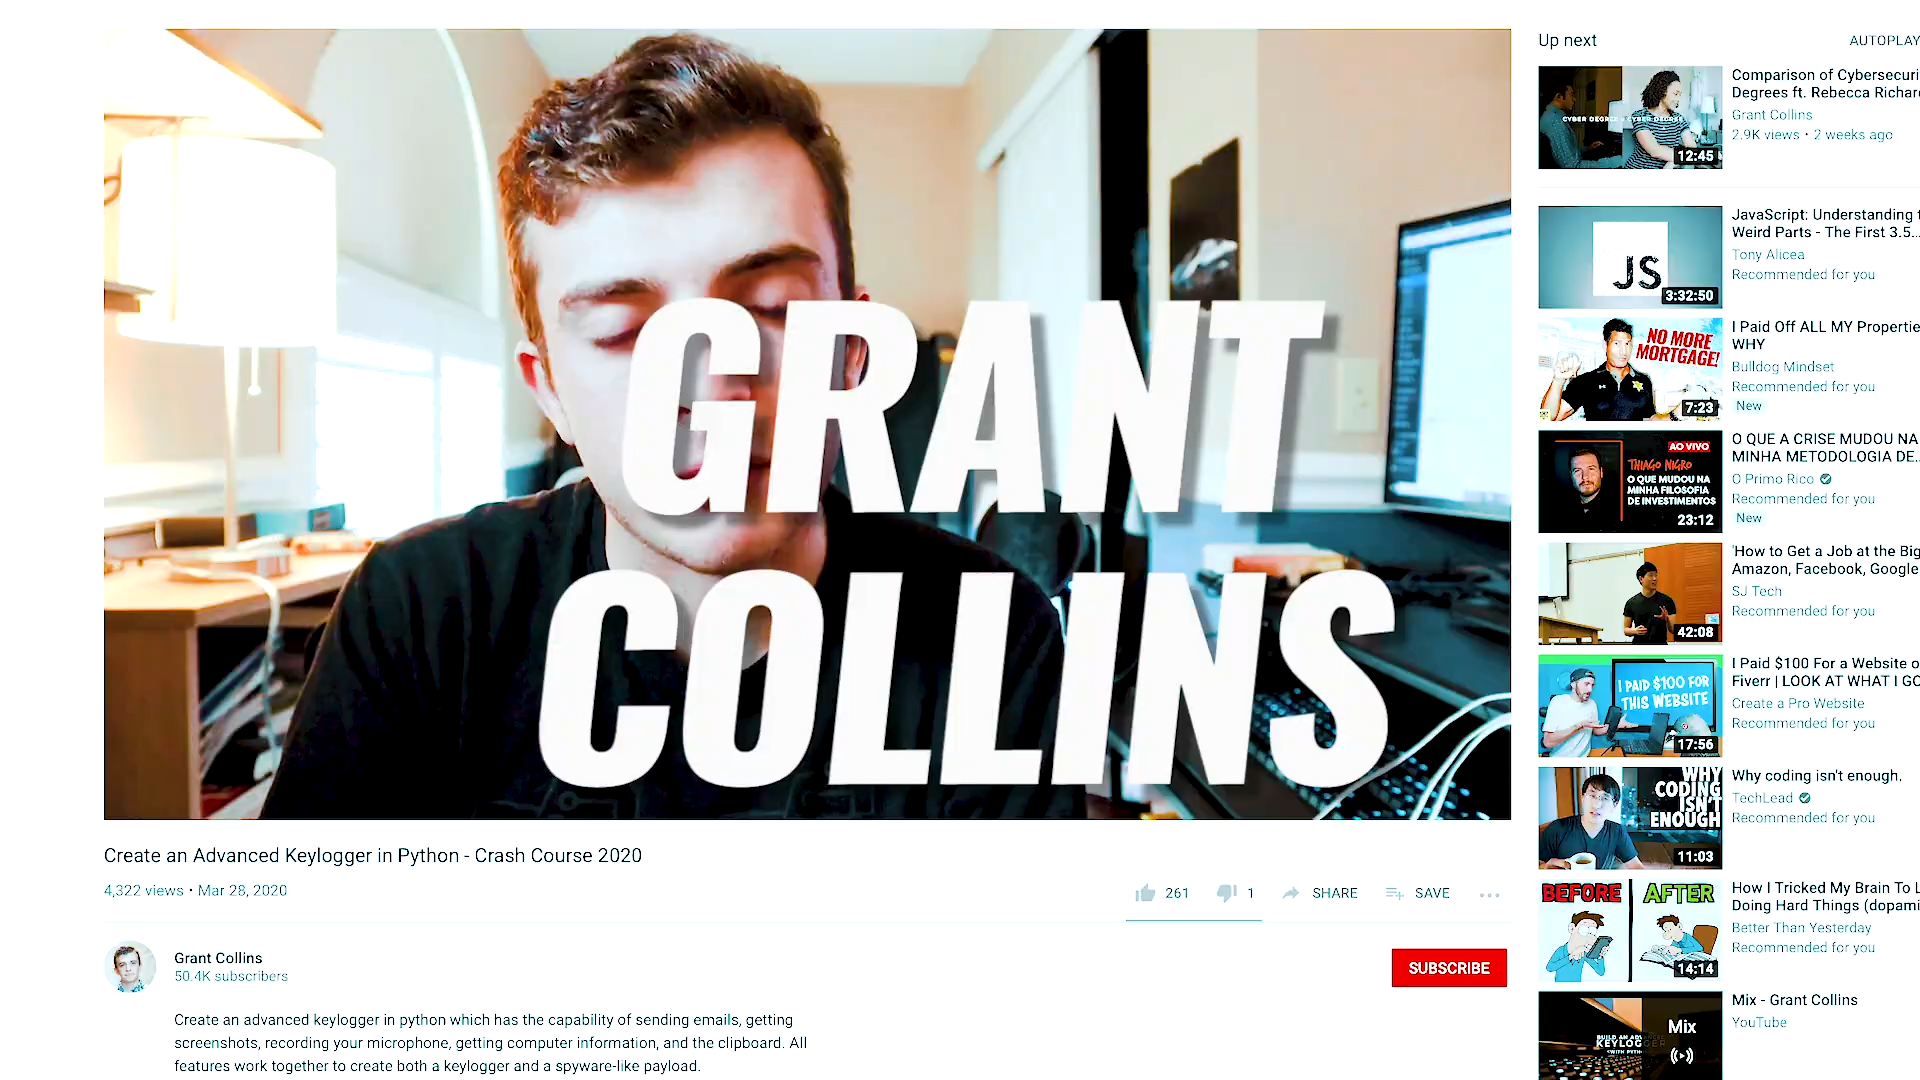 GRANT
COLLINS
Create an Advanced Keylogger in Python - Crash Course 2020
4,322 views • Mar 28, 2020
261
1
SHARE
SAVE
Grant Collins
50.4K subscribers
SUBSCRIBE
Create an advanced keylogger in python which has the capability of sending emails, getting
screenshots, recording your microphone, getting computer information, and the clipboard. All
features work together to create both a keylogger and a spyware-like payload.
Up next
AUTOPLAY
12:45
Comparison of Cybersecuri
Degrees ft. Rebecca Richar
Grant Collins
2.9K views • 2 weeks ago
JS
3:32:50
JavaScript: Understanding t
Weird Parts - The First 3.5...
Tony Alicea
Recommended for you
NO MORE
MORTGAGE!
7:23
I Paid Off ALL MY Propertie
WHY
Bulldog Mindset
Recommended for you
New
AO VIVO
THIAGO NIGRO
O QUE MUDOU NA
MINHA FILOSOFIA
DE INVESTIMENTOS
23:12
O QUE A CRISE MUDOU NA
MINHA METODOLOGIA DE...
O Primo Rico
Recommended for you
New
42:08
'How to Get a Job at the Big
Amazon, Facebook, Google
SJ Tech
Recommended for you
I PAID $100 FOR
THIS WEBSITE
17:56
I Paid $100 For a Website o
Fiverr | LOOK AT WHAT I GO
Create a Pro Website
Recommended for you
WHY
CODING
ISN'T
ENOUGH
11:03
Why coding isn't enough.
TechLead
Recommended for you
BEFORE
AFTER
14:14
How I Tricked My Brain To L
Doing Hard Things (dopami
Better Than Yesterday
Recommended for you
KEYLOGGER
Mix
Mix - Grant Collins
YouTube